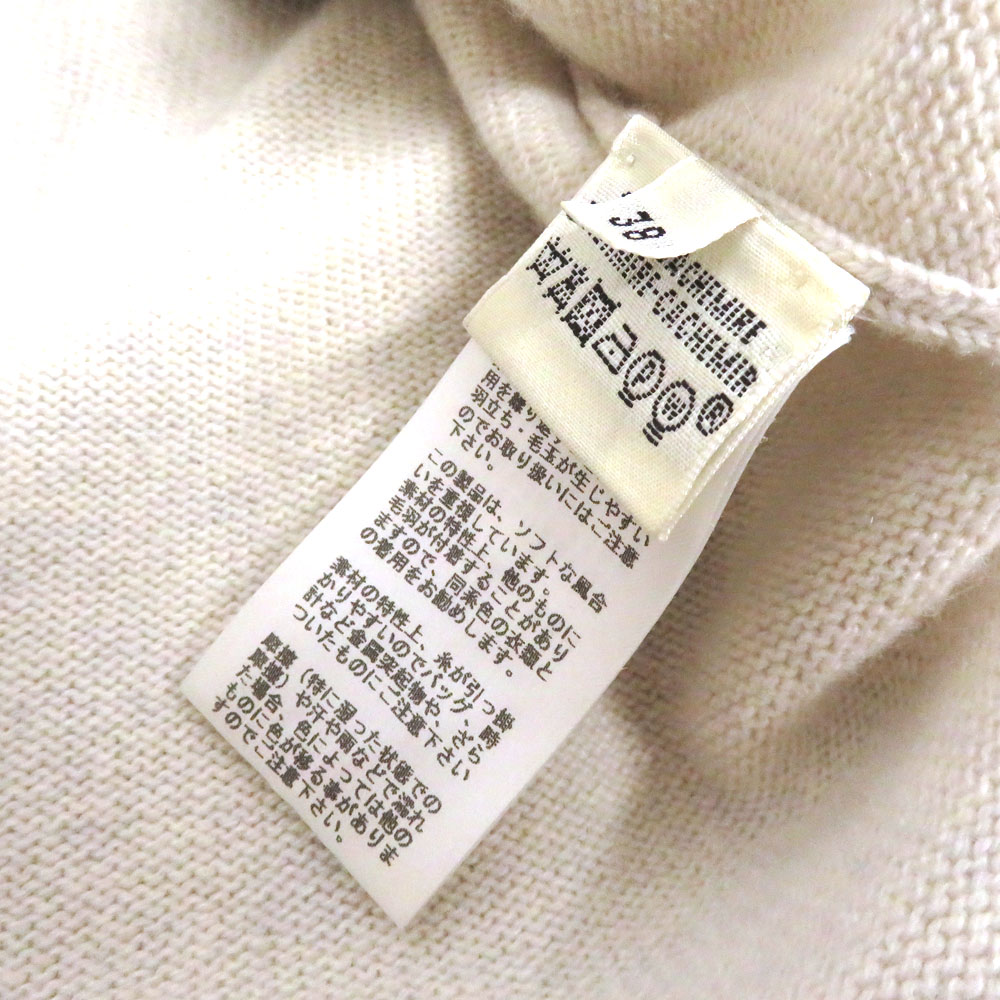 38
CACHEMIRE
用を繰り
羽立ち・毛玉が生じやすい
のでお取り扱いにはご注意
下さい。
この製品は、ソフトな風合
いを重視しています。
素材の特性上、他のものに
毛羽が付着することがあり
ますので、同系色の衣類と
の着用をお勧めします。
素材の特性上、糸が引っ
かりやすいのでバッグ、
計など金属突起物や、ざら
ついたものにご注意下さい
摩擦（特に湿った状態での
摩擦）や汗や雨などで濡れ
た場合、色によっては他の
ものに色が移る事がありま
すのでご注意下さい。